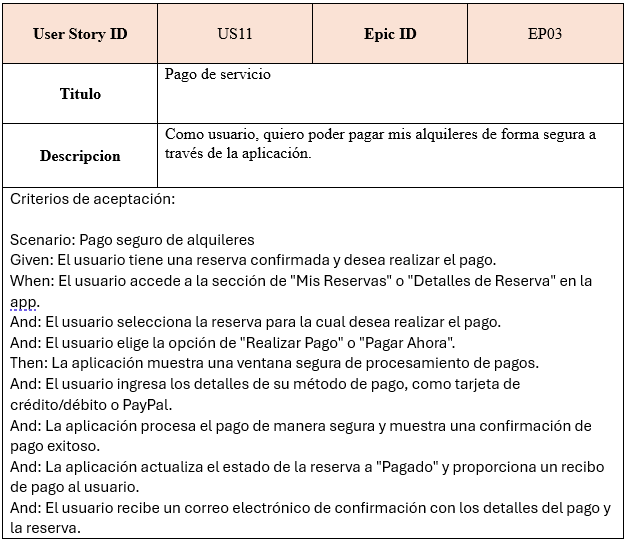 User Story ID US11 Epic ID EP03
Titulo Pago de servicio
Descripcion Como usuario, quiero poder pagar mis alquileres de forma segura a
través de la aplicación.
Criterios de aceptación:
Scenario: Pago seguro de alquileres
Given: El usuario tiene una reserva confirmada y desea realizar el pago.
When: El usuario accede a la sección de "Mis Reservas" o "Detalles de Reserva" en la
app.
And: El usuario selecciona la reserva para la cual desea realizar el pago.
And: El usuario elige la opción de "Realizar Pago" o "Pagar Ahora".
Then: La aplicación muestra una ventana segura de procesamiento de pagos.
And: El usuario ingresa los detalles de su método de pago, como tarjeta de
crédito/débito o PayPal.
And: La aplicación procesa el pago de manera segura y muestra una confirmación de
pago exitoso.
And: La aplicación actualiza el estado de la reserva a "Pagado" y proporciona un recibo
de pago al usuario.
And: El usuario recibe un correo electrónico de confirmación con los detalles del pago y
la reserva.